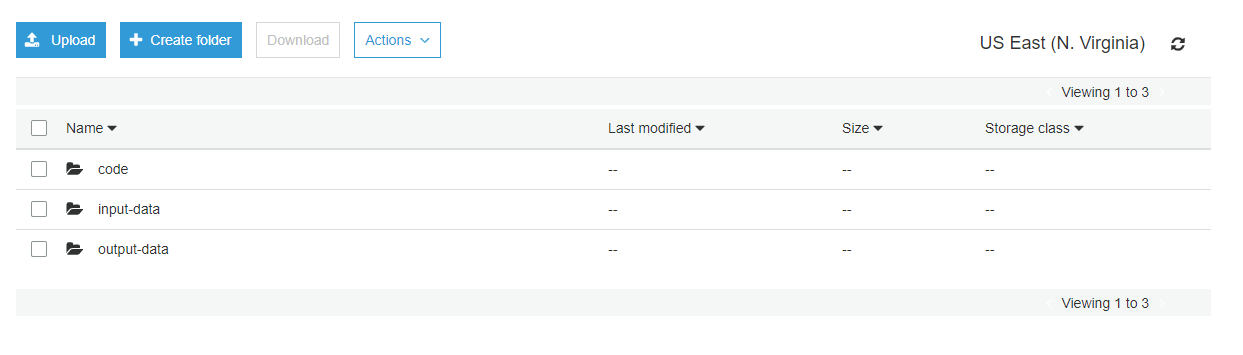 Upload Create folder Download Actions US East (N. Virginia)
Viewing 1 to 3
Name Last modified Size Storage class
code -- -- --
input-data -- -- --
output-data -- -- --
Viewing 1 to 3